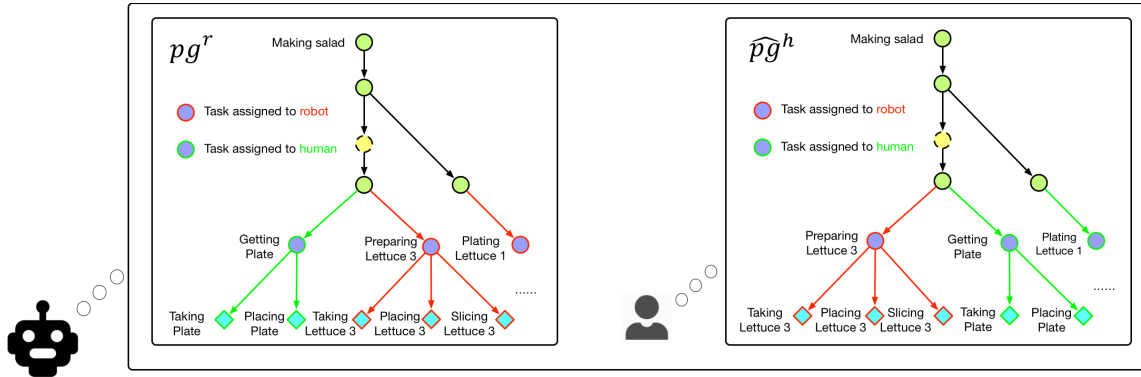 pg^r
Making salad
Task assigned to robot
Task assigned to human
Getting
Plate
Preparing
Lettuce 3
Plating
Lettuce 1
......
Taking
Plate
Placing
Plate
Taking
Lettuce 3
Placing
Lettuce 3
Slicing
Lettuce 3
\widehat{pg}^h
Making salad
Task assigned to robot
Task assigned to human
Preparing
Lettuce 3
Getting
Plate
Plating
Lettuce 1
......
Taking
Lettuce 3
Placing
Lettuce 3
Slicing
Lettuce 3
Taking
Plate
Placing
Plate